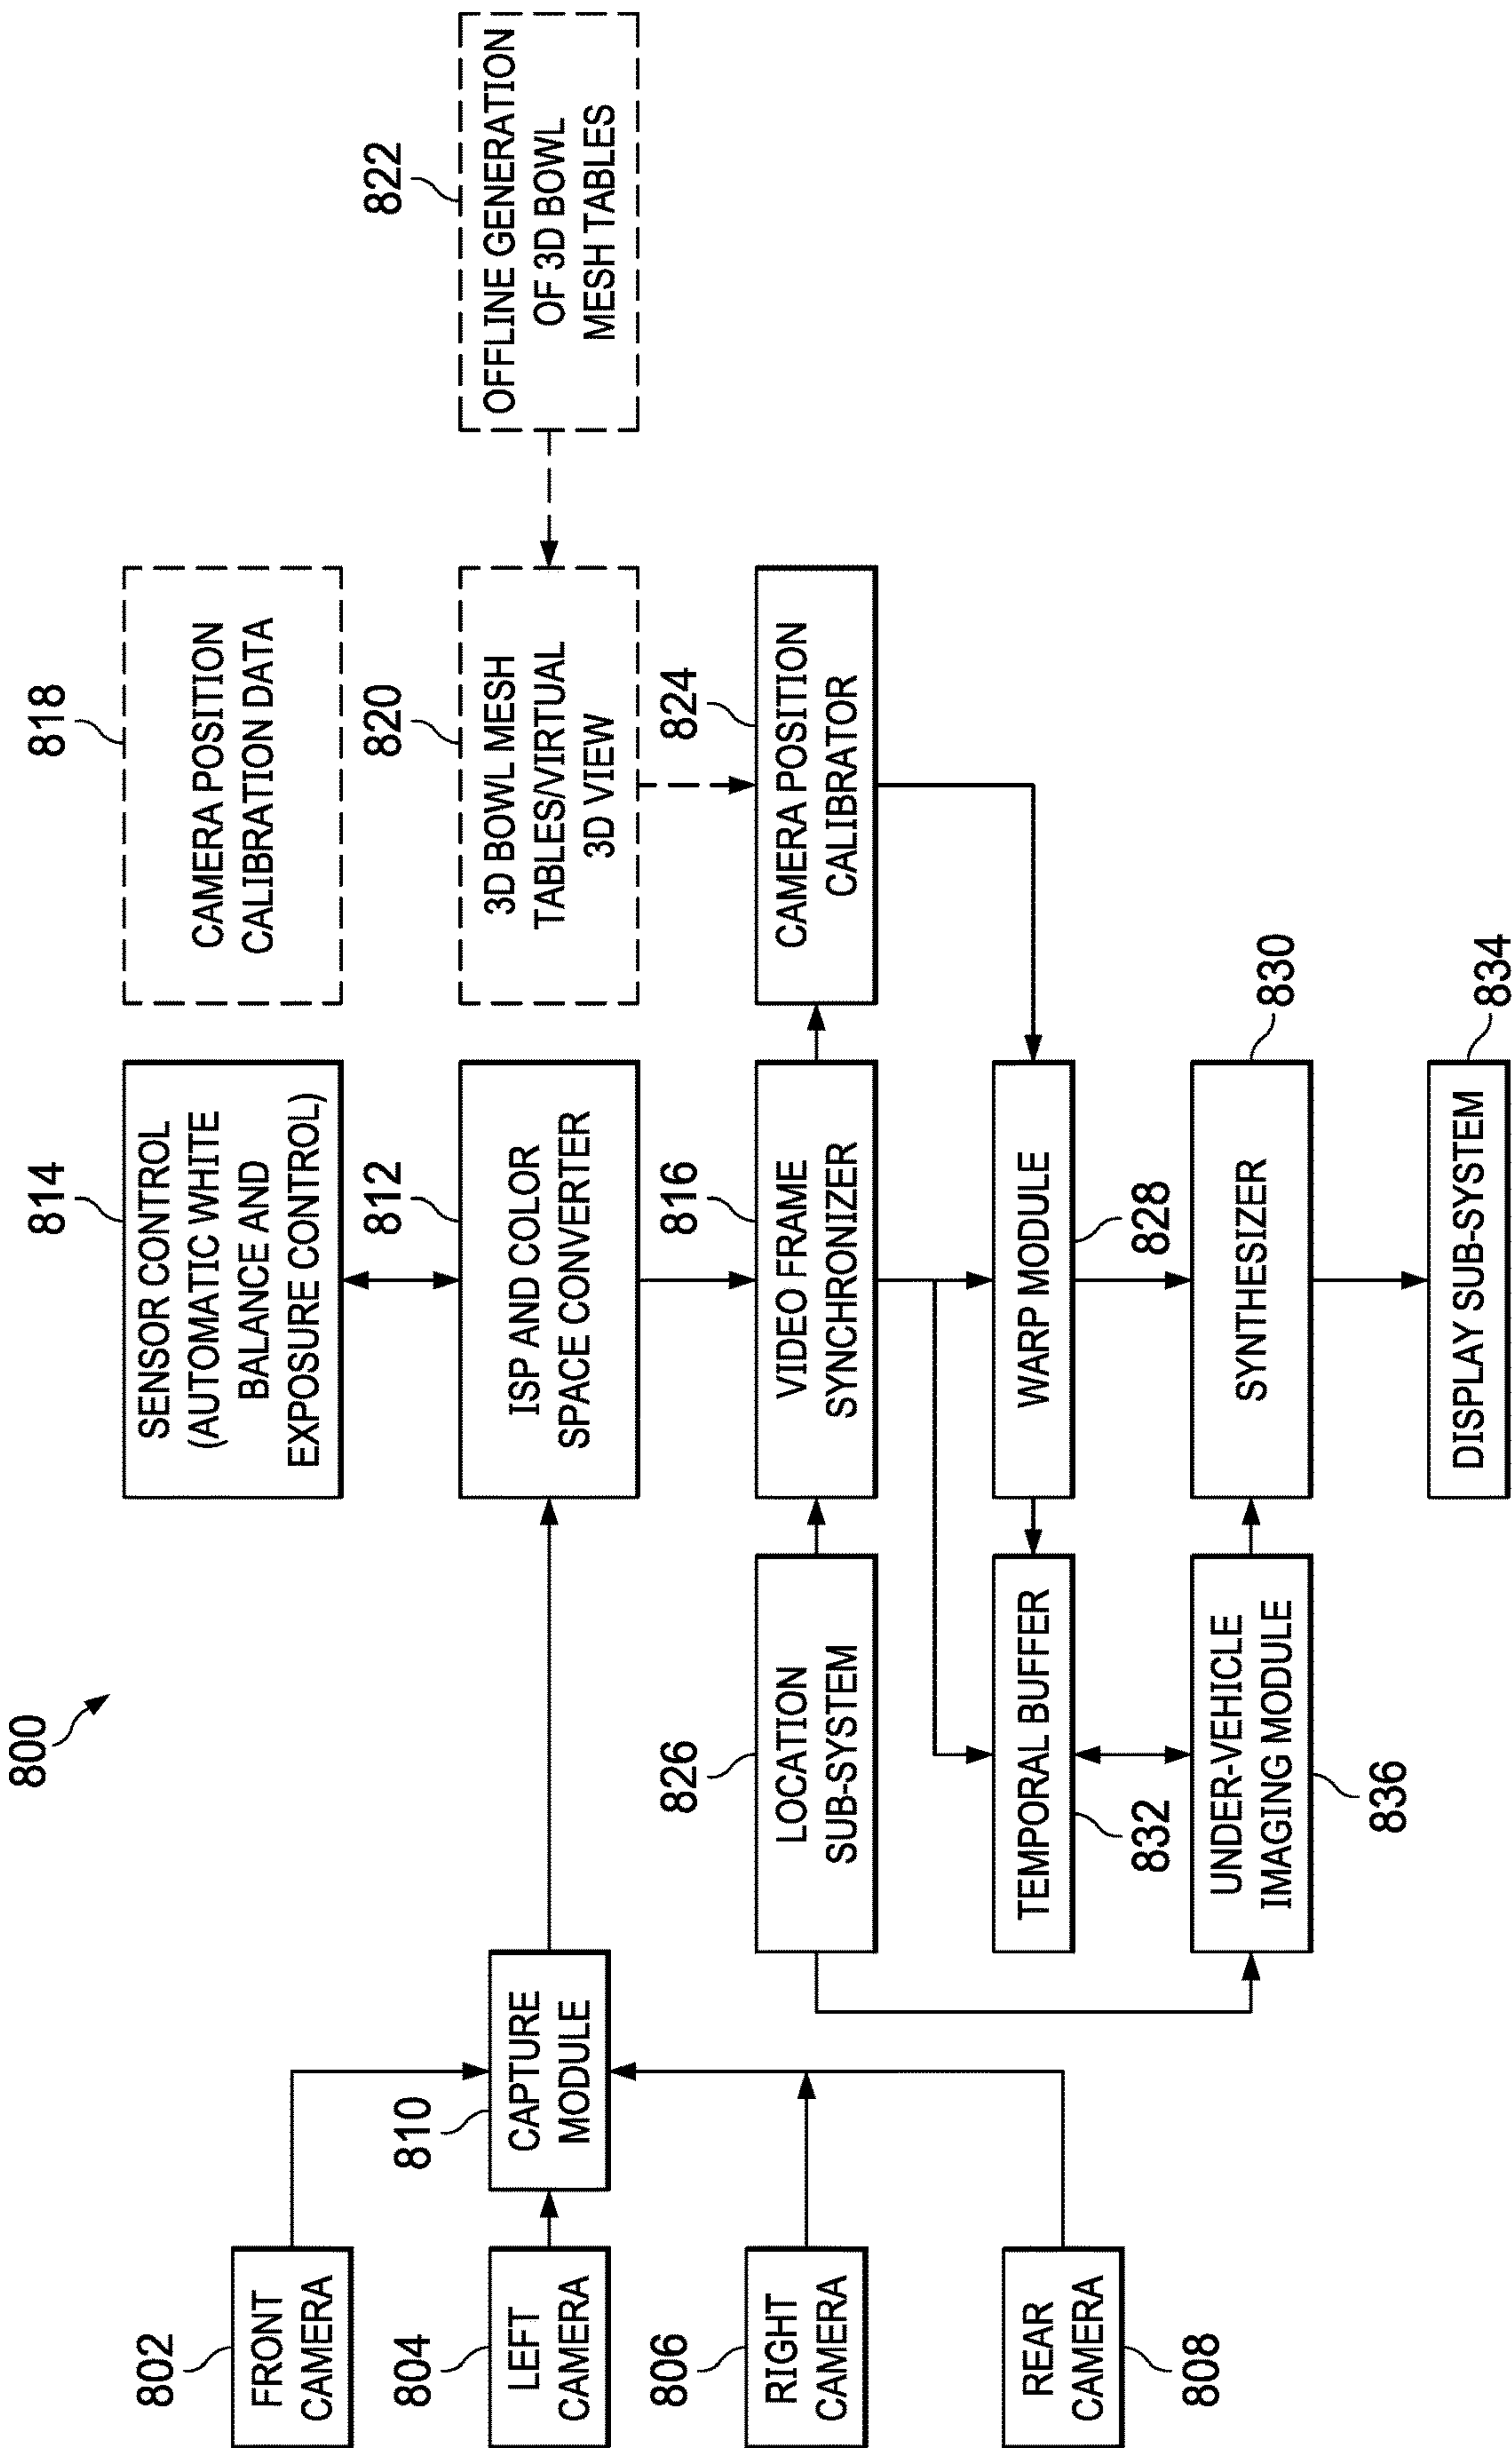 800
802
FRONT
CAMERA
804
LEFT
CAMERA
806
RIGHT
CAMERA
808
REAR
CAMERA
810
CAPTURE
MODULE
814
SENSOR CONTROL
(AUTOMATIC WHITE
BALANCE AND
EXPOSURE CONTROL)
812
ISP AND COLOR
SPACE CONVERTER
816
VIDEO FRAME
SYNCHRONIZER
818
CAMERA POSITION
CALIBRATION DATA
820
3D BOWL MESH
TABLES/VIRTUAL
3D VIEW
822
OFFLINE GENERATION
OF 3D BOWL
MESH TABLES
824
CAMERA POSITION
CALIBRATOR
826
LOCATION
SUB-SYSTEM
WARP MODULE
828
TEMPORAL BUFFER
832
SYNTHESIZER
830
UNDER-VEHICLE
IMAGING MODULE
836
DISPLAY SUB-SYSTEM
834